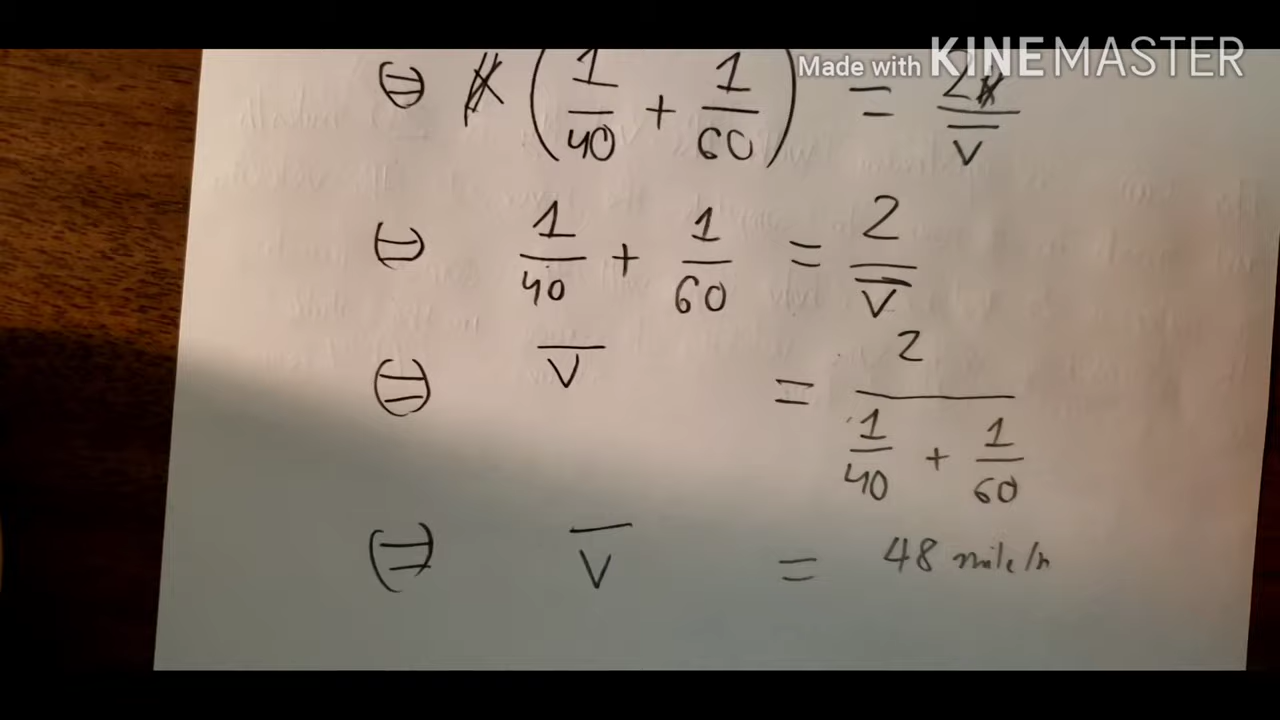 Made with KINEMASTER
⇔ x (1/40 + 1/60) = 2x/V̅
⇔ 1/40 + 1/60 = 2/V̅
⇔ V̅ = 2/(1/40 + 1/60)
⇔ V̅ = 48 mile/h